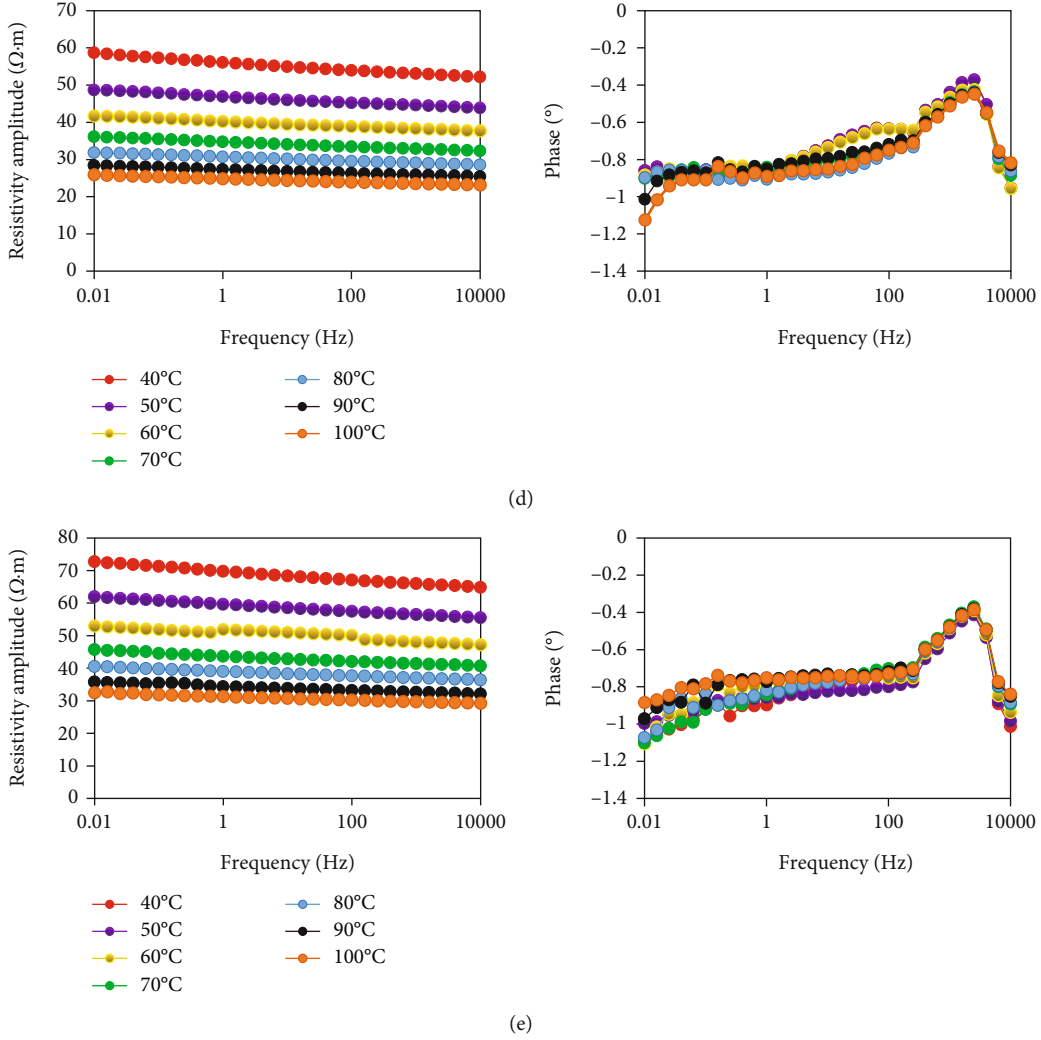 Resistivity amplitude (Ω·m)
70
60
50
40
30
20
10
0
0.01 1 100 10000
Frequency (Hz)
Phase (°)
0
−0.2
−0.4
−0.6
−0.8
−1
−1.2
−1.4
0.01 1 100 10000
Frequency (Hz)
40°C
50°C
60°C
70°C
80°C
90°C
100°C
(d)
Resistivity amplitude (Ω·m)
80
70
60
50
40
30
20
10
0
0.01 1 100 10000
Frequency (Hz)
Phase (°)
0
−0.2
−0.4
−0.6
−0.8
−1
−1.2
−1.4
0.01 1 100 10000
Frequency (Hz)
40°C
50°C
60°C
70°C
80°C
90°C
100°C
(e)